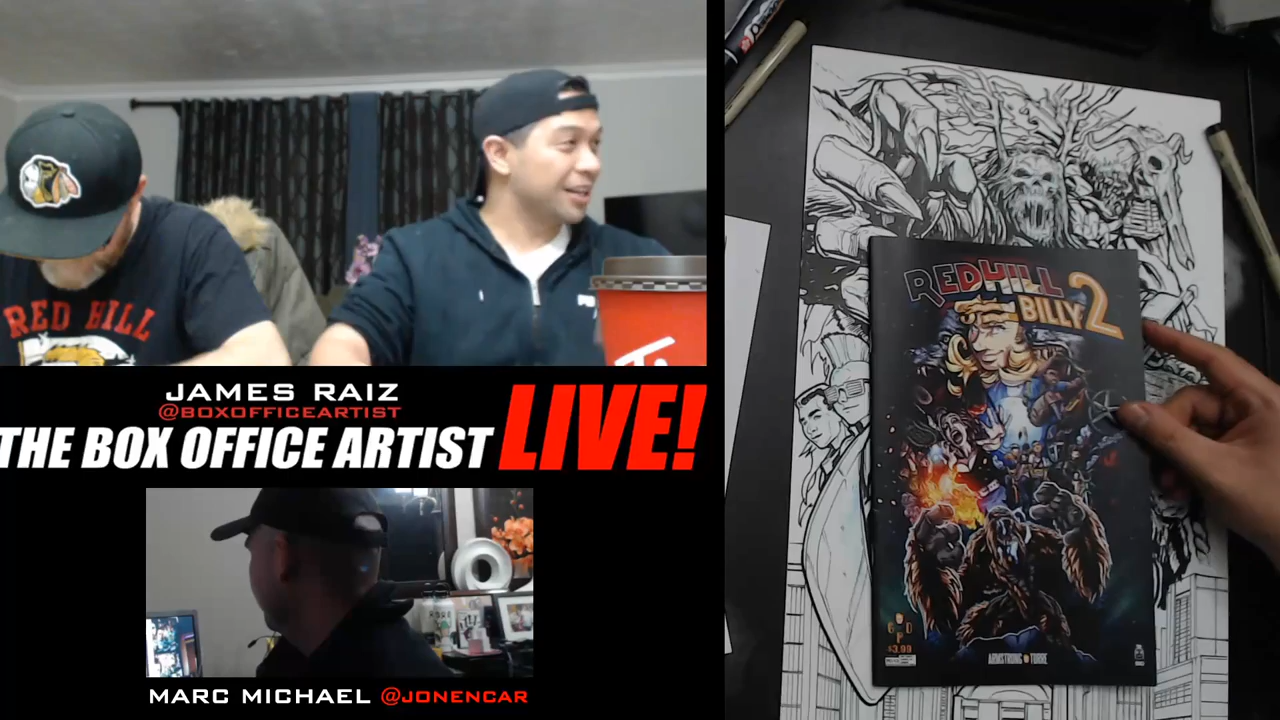 RED HILL
JAMES RAIZ
@BOXOFFICEARTIST
THE BOX OFFICE ARTIST LIVE!
MARC MICHAEL @JONENCAR
REDHILL
BILLY 2
$3.99
ARMSTRONG TORRE